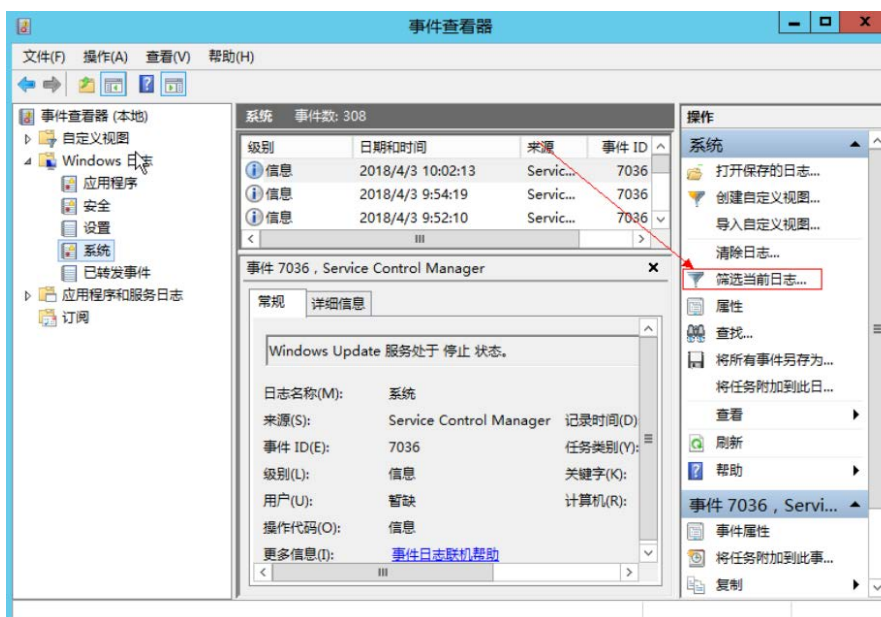 事件查看器
文件(F) 操作(A) 查看(V) 帮助(H)
事件查看器 (本地)
自定义视图
Windows 日志
应用程序
安全
设置
系统
已转发事件
应用程序和服务日志
订阅
系统 事件数: 308
级别 日期和时间 来源 事件 ID
信息 2018/4/3 10:02:13 Servic... 7036
信息 2018/4/3 9:54:19 Servic... 7036
信息 2018/4/3 9:52:10 Servic... 7036
事件 7036，Service Control Manager
常规 详细信息
Windows Update 服务处于 停止 状态。
日志名称(M): 系统
来源(S): Service Control Manager 记录时间(D)
事件 ID(E): 7036 任务类别(Y):
级别(L): 信息 关键字(K):
用户(U): 暂缺 计算机(R):
操作代码(O): 信息
更多信息(I): 事件日志联机帮助
操作
系统
打开保存的日志...
创建自定义视图...
导入自定义视图...
清除日志...
筛选当前日志...
属性
查找...
将所有事件另存为...
将任务附加到此日...
查看
刷新
帮助
事件 7036，Servi...
事件属性
将任务附加到此事...
复制